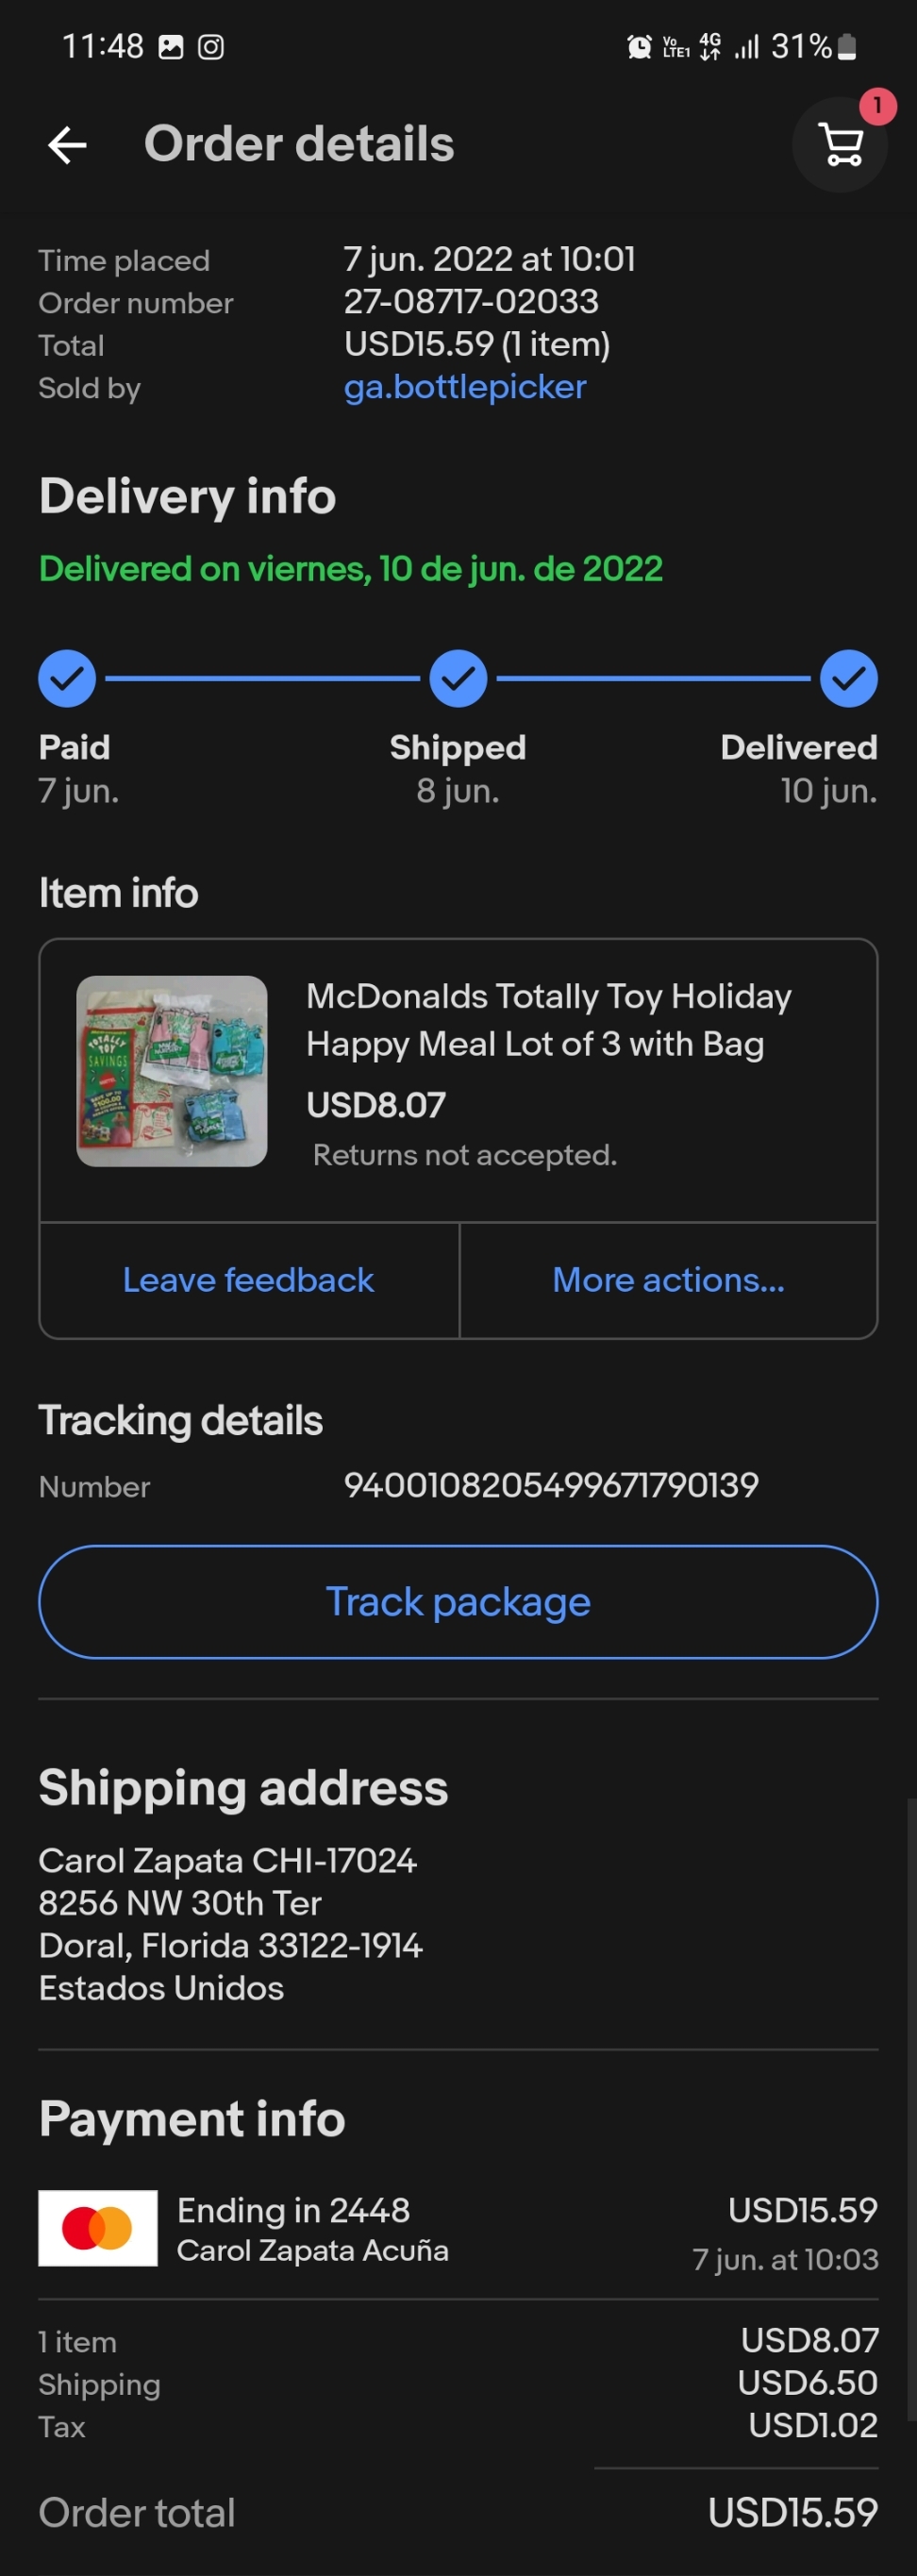 11:48
Vo LTE1 4G 31%
Order details
1
Time placed 7 jun. 2022 at 10:01
Order number 27-08717-02033
Total USD15.59 (1 item)
Sold by ga.bottlepicker
Delivery info
Delivered on viernes, 10 de jun. de 2022
Paid Shipped Delivered
7 jun. 8 jun. 10 jun.
Item info
TOTALLY
TOY
SAVINGS
McDonalds Totally Toy Holiday
Happy Meal Lot of 3 with Bag
USD8.07
Returns not accepted.
Leave feedback More actions...
Tracking details
Number 9400108205499671790139
Track package
Shipping address
Carol Zapata CHI-17024
8256 NW 30th Ter
Doral, Florida 33122-1914
Estados Unidos
Payment info
Ending in 2448 USD15.59
Carol Zapata Acuña 7 jun. at 10:03
1 item USD8.07
Shipping USD6.50
Tax USD1.02
Order total USD15.59